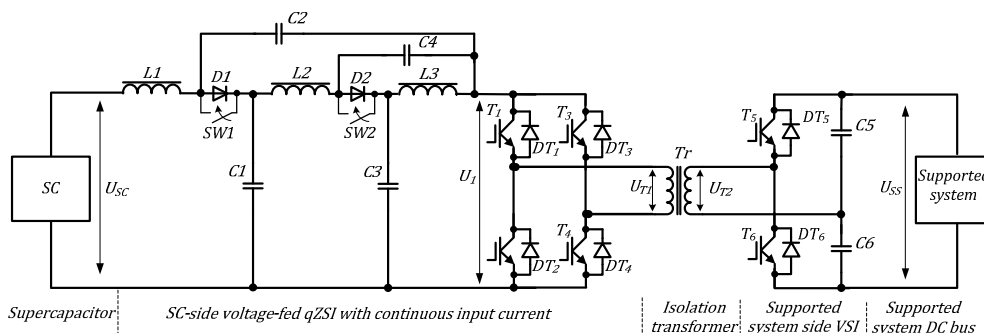 C2
C4
L1
D1
L2
D2
L3
SW1
SW2
T1
T3
T5
DT1
DT3
DT5
C5
SC
USC
C1
C3
U1
UT1
Tr
UT2
USS
Supported
system
T4
T6
DT2
DT4
DT6
C6
Supercapacitor
SC-side voltage-fed qZSI with continuous input current
Isolation
transformer
Supported
system side VSI
Supported
system DC bus